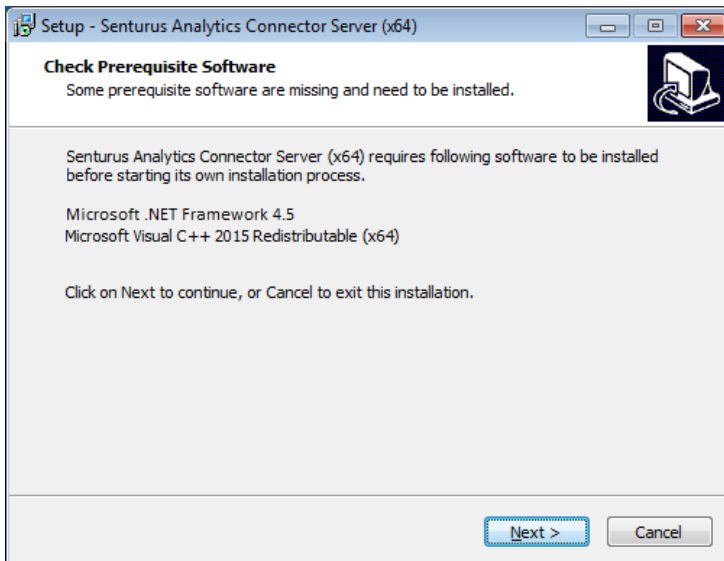 Setup - Senturus Analytics Connector Server (x64)
Check Prerequisite Software
Some prerequisite software are missing and need to be installed.
Senturus Analytics Connector Server (x64) requires following software to be installed
before starting its own installation process.
Microsoft .NET Framework 4.5
Microsoft Visual C++ 2015 Redistributable (x64)
Click on Next to continue, or Cancel to exit this installation.
Next >
Cancel